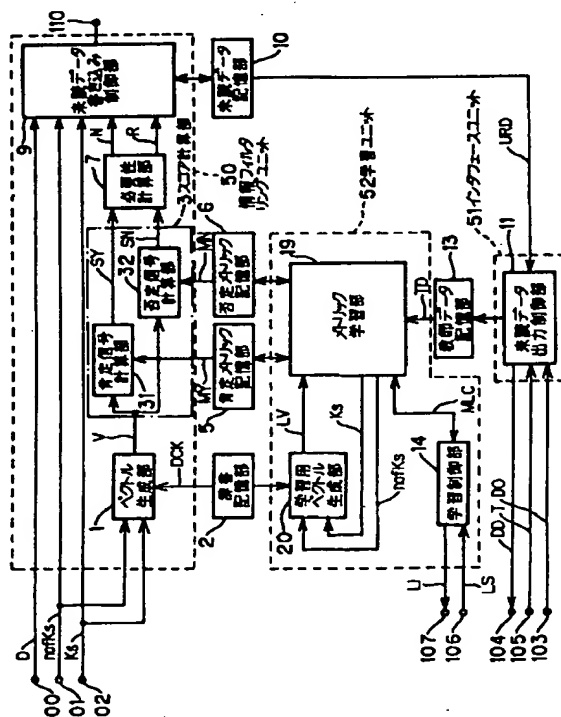 110
未読データ
書き込み
制御部
9
未読データ
記憶部
10
N
R
公開性計算部
7
50
情報フィルタ
リングユニット
3スコア計算部
SY
SN
肯定信号
計算部
31
否定信号
計算部
32
MY
MN
肯定メトリック
記憶部
5
否定メトリック
記憶部
6
V
ベクトル
生成部
1
DCK
辞書
記憶部
2
D
nofKs
Ks
00
01
02
URD
52学習ユニット
メトリック
学習部
19
LV
Ks
nofKs
学習用
ベクトル
生成部
20
MLC
学習制御部
14
LI
LS
107
106
TD
教師データ
記憶部
13
51インタフェースユニット
未読データ
出力制御部
11
DD,T,DO
104
105
103